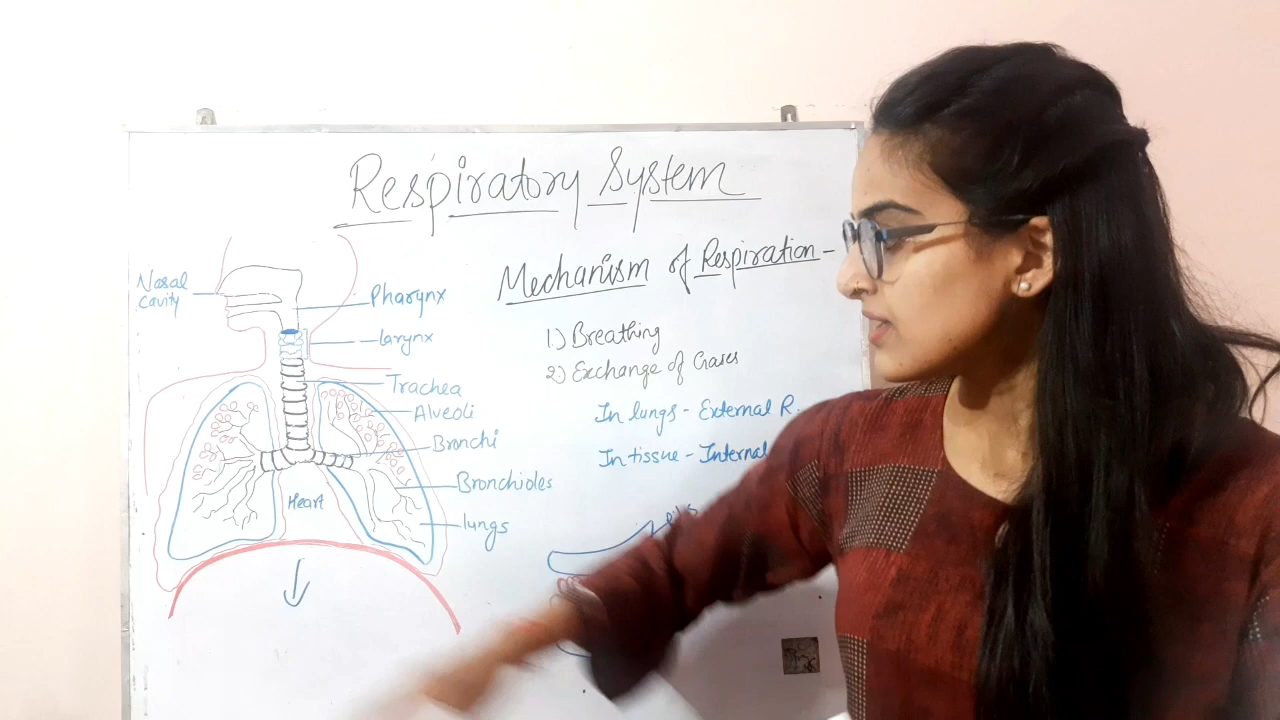 Respiratory System
Nasal
cavity
Pharynx
larynx
Trachea
Alveoli
Bronchi
Bronchioles
lungs
Heart
Mechanism of Respiration -
1.) Breathing
2) Exchange of Gases
In lungs - External R.
In tissue - Internal